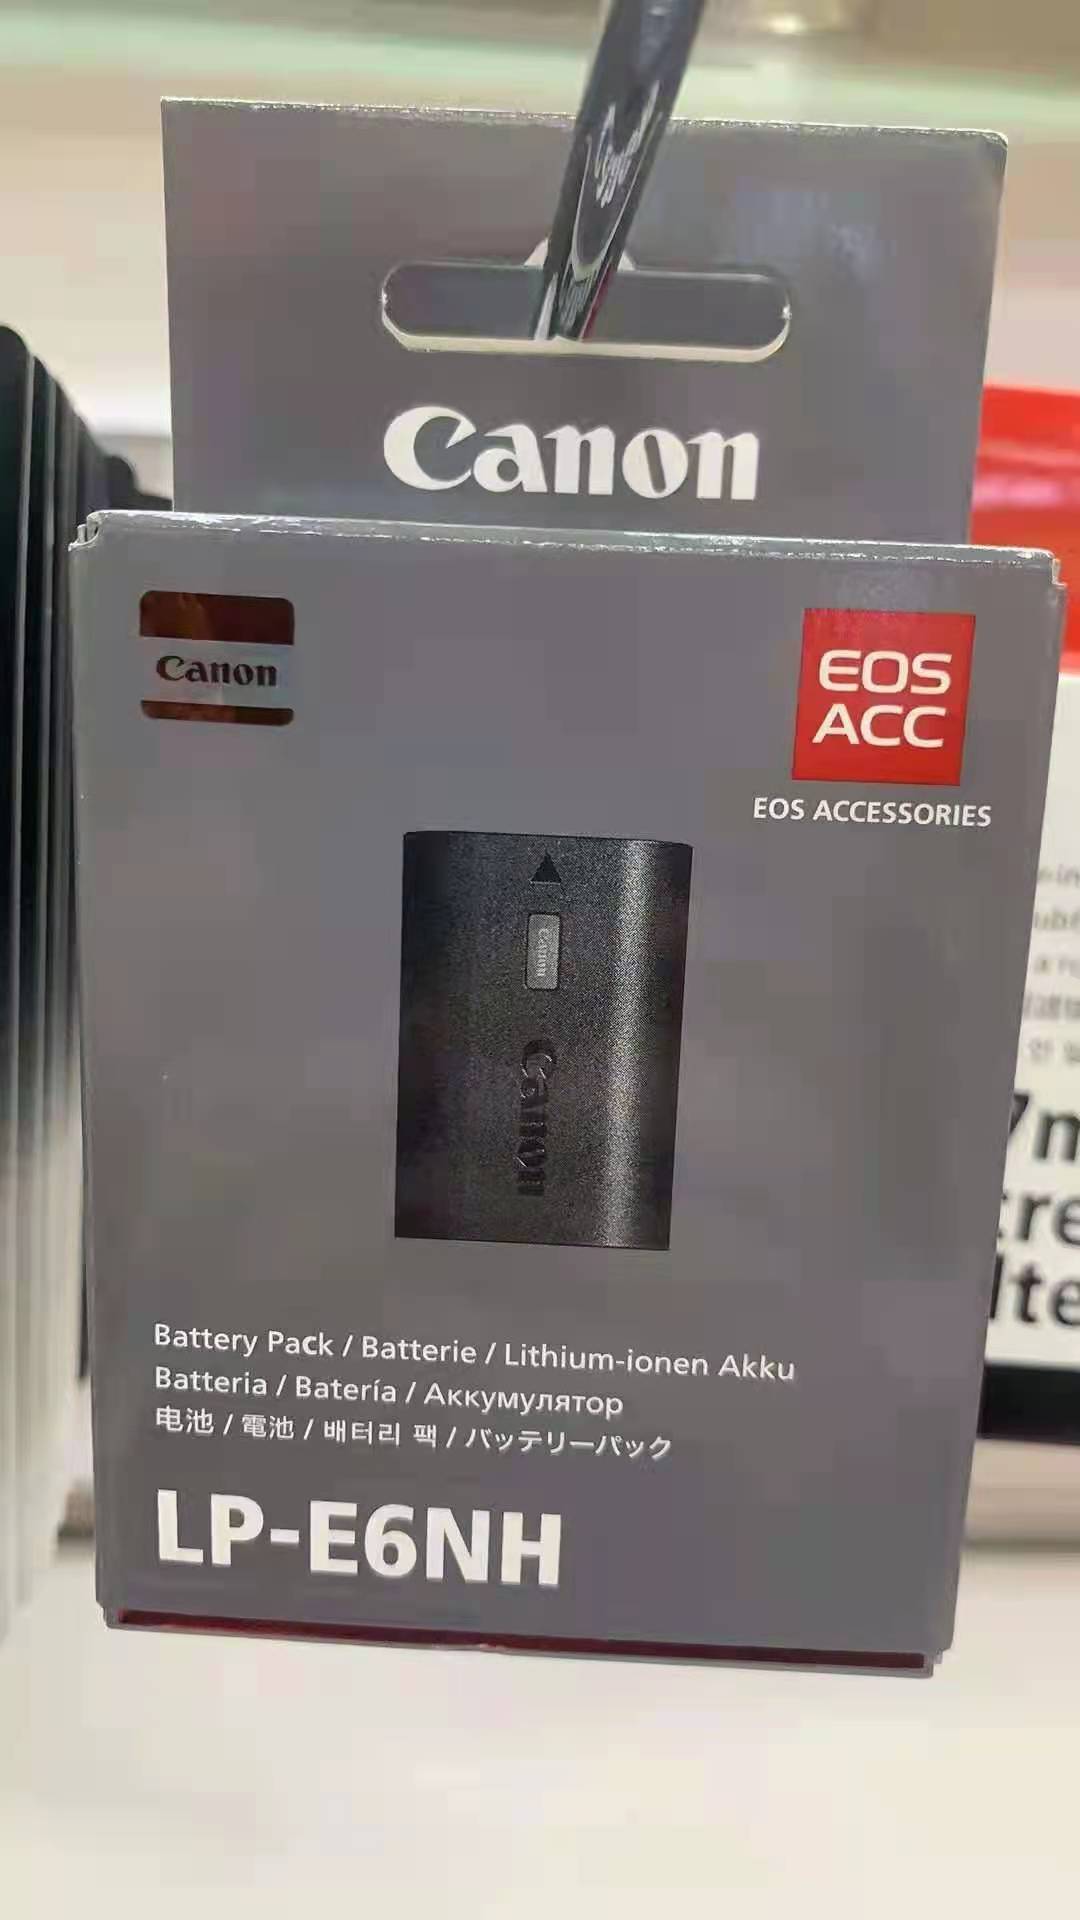 Canon
Canon
EOS
ACC
EOS ACCESSORIES
Canon
Canon
Battery Pack / Batterie / Lithium-ionen Akku
Batteria / Batería / Аккумулятор
电池 / 電池 / 배터리 팩 / バッテリーパック
LP-E6NH